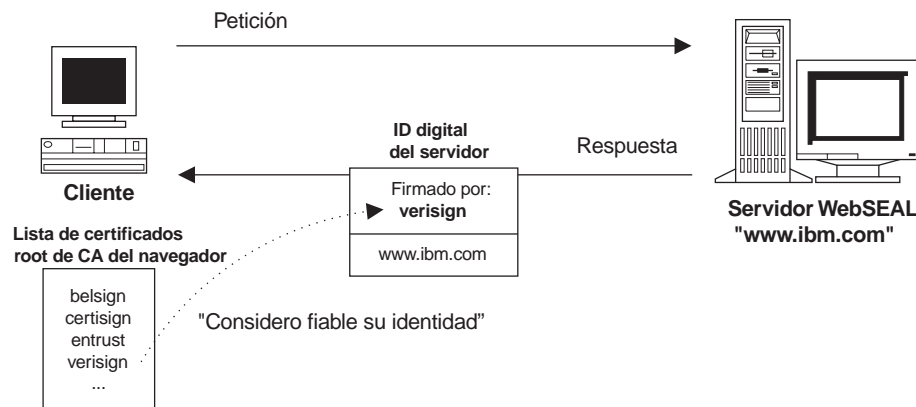 Petición
ID digital
del servidor
Respuesta
Firmado por:
verisign
www.ibm.com
Cliente
Servidor WebSEAL
"www.ibm.com"
Lista de certificados
root de CA del navegador
belsign
certisign
entrust
verisign
...
"Considero fiable su identidad”